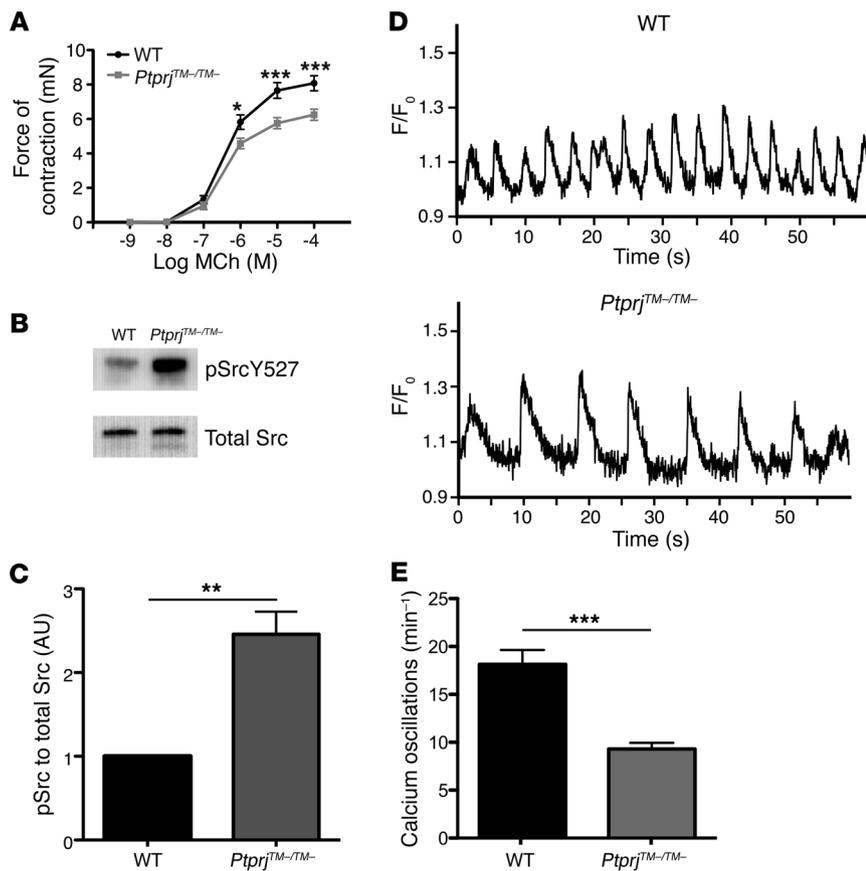 A
WT
Ptprj^TM–/TM–
*
***
***
10
8
6
4
2
0
Force of
contraction (mN)
-9 -8 -7 -6 -5 -4
Log MCh (M)
B
WT Ptprj^TM–/TM–
pSrcY527
Total Src
C
**
3
2
1
0
pSrc to total Src (AU)
WT Ptprj^TM–/TM–
D
WT
1.5
1.3
1.1
0.9
F/F₀
0 10 20 30 40 50
Time (s)
Ptprj^TM–/TM–
1.5
1.3
1.1
0.9
F/F₀
0 10 20 30 40 50
Time (s)
E
***
25
20
15
10
5
0
Calcium oscillations (min⁻¹)
WT Ptprj^TM–/TM–